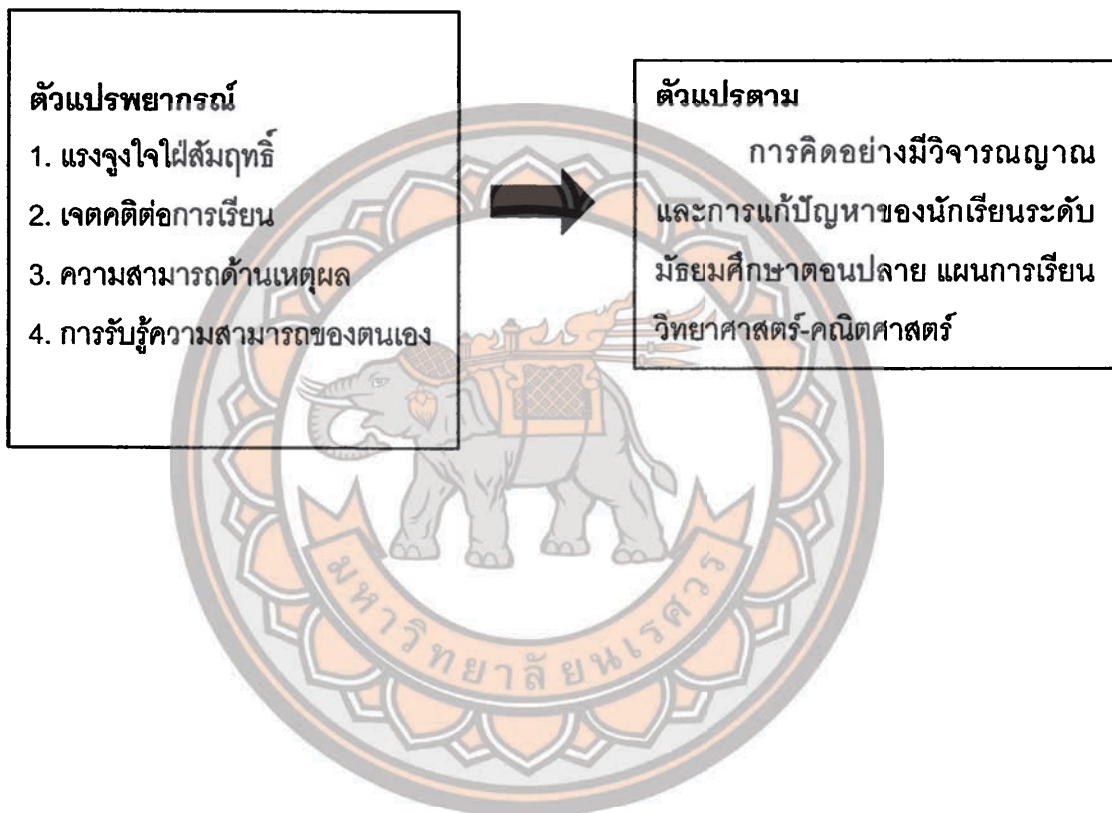 ตัวแปรพยากรณ์
1. แรงจูงใจใฝ่สัมฤทธิ์
2. เจตคติต่อการเรียน
3. ความสามารถด้านเหตุผล
4. การรับรู้ความสามารถของตนเอง
ตัวแปรตาม
การคิดอย่างมีวิจารณญาณ
และการแก้ปัญหาของนักเรียนระดับ
มัธยมศึกษาตอนปลาย แผนการเรียน
วิทยาศาสตร์-คณิตศาสตร์
มหาวิทยาลัยนเรศวร